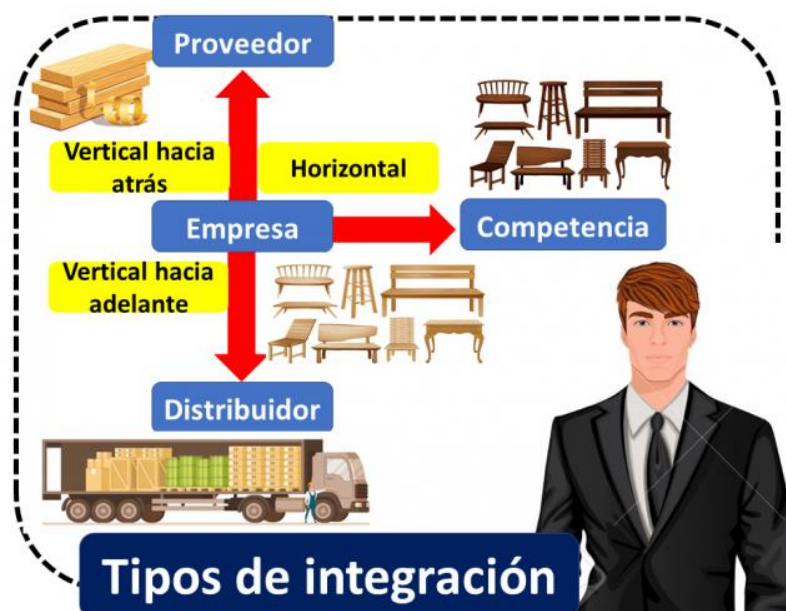 Proveedor
Vertical hacia
atrás
Horizontal
Empresa
Competencia
Vertical hacia
adelante
Distribuidor
Tipos de integración